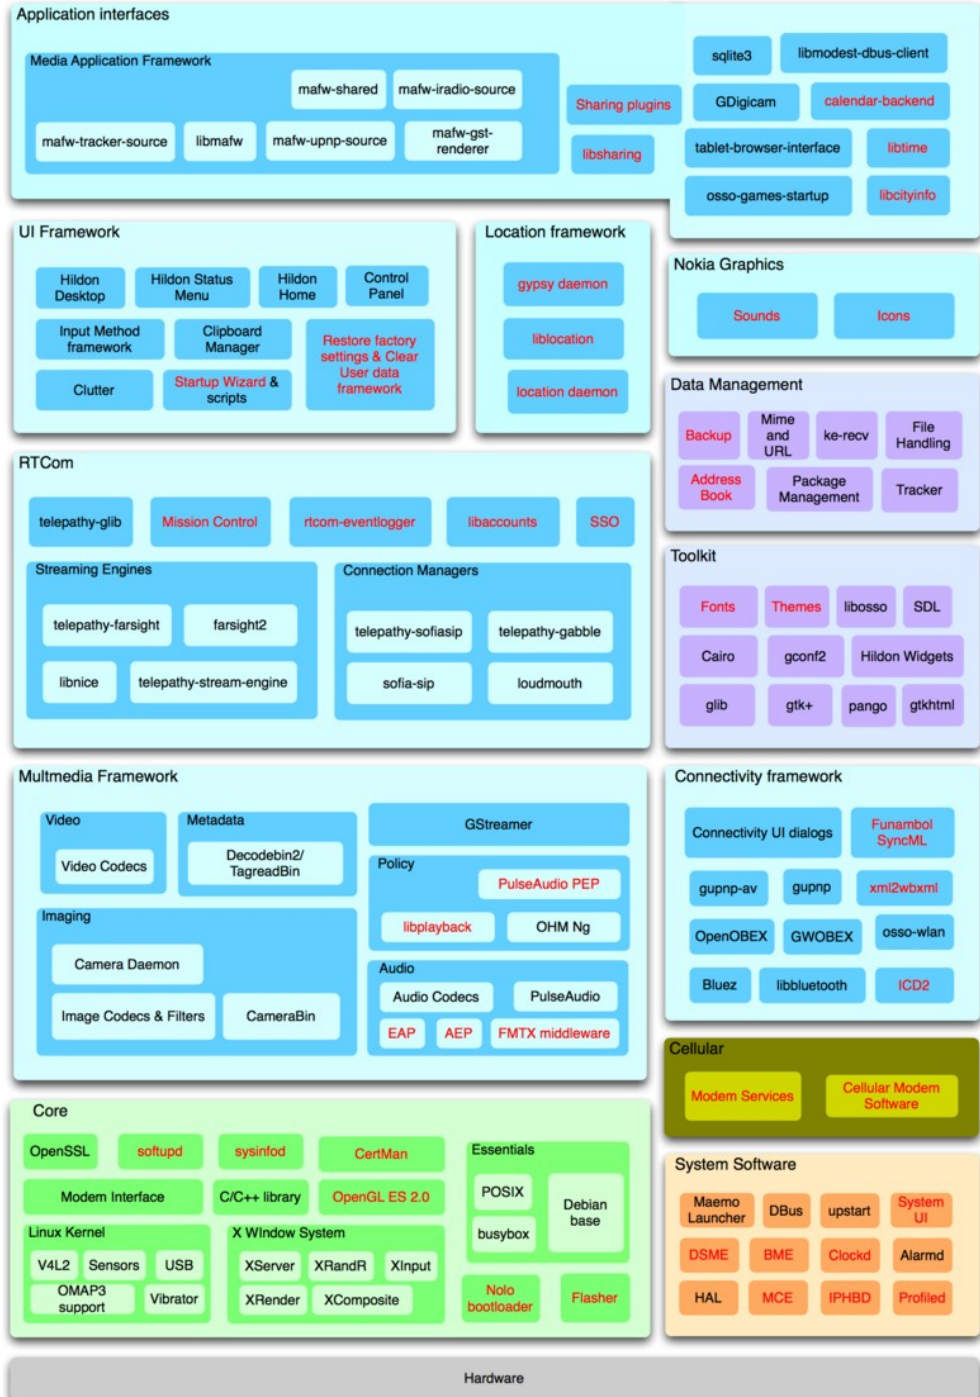 Application interfaces
Media Application Framework
mafw-shared
mafw-iradio-source
mafw-tracker-source
libmafw
mafw-upnp-source
mafw-gst-
renderer
Sharing plugins
libsharing
sqlite3
libmodest-dbus-client
GDigicam
calendar-backend
tablet-browser-interface
libtime
osso-games-startup
libcityinfo
UI Framework
Hildon
Desktop
Hildon Status
Menu
Hildon
Home
Control
Panel
Input Method
framework
Clipboard
Manager
Restore factory
settings & Clear
User data
framework
Clutter
Startup Wizard &
scripts
Location framework
gypsy daemon
liblocation
location daemon
Nokia Graphics
Sounds
Icons
Data Management
Backup
Mime
and
URL
ke-recv
File
Handling
Address
Book
Package
Management
Tracker
RTCom
telepathy-glib
Mission Control
rtcom-eventlogger
libaccounts
SSO
Streaming Engines
telepathy-farsight
farsight2
libnice
telepathy-stream-engine
Connection Managers
telepathy-sofiasip
telepathy-gabble
sofia-sip
loudmouth
Toolkit
Fonts
Themes
libosso
SDL
Cairo
gconf2
Hildon Widgets
glib
gtk+
pango
gtkhtml
Multmedia Framework
Video
Video Codecs
Metadata
Decodebin2/
TagreadBin
GStreamer
Policy
PulseAudio PEP
libplayback
OHM Ng
Imaging
Camera Daemon
Image Codecs & Filters
CameraBin
Audio
Audio Codecs
PulseAudio
EAP
AEP
FMTX middleware
Connectivity framework
Connectivity UI dialogs
Funambol
SyncML
gupnp-av
gupnp
xml2wbxml
OpenOBEX
GWOBEX
osso-wlan
Bluez
libbluetooth
ICD2
Cellular
Modem Services
Cellular Modem
Software
Core
OpenSSL
softupd
sysinfod
CertMan
Modem Interface
C/C++ library
OpenGL ES 2.0
Essentials
POSIX
busybox
Debian
base
Linux Kernel
V4L2
Sensors
USB
OMAP3
support
Vibrator
X WIndow System
XServer
XRandR
XInput
XRender
XComposite
Nolo
bootloader
Flasher
System Software
Maemo
Launcher
DBus
upstart
System
UI
DSME
BME
Clockd
Alarmd
HAL
MCE
IPHBD
Profiled
Hardware